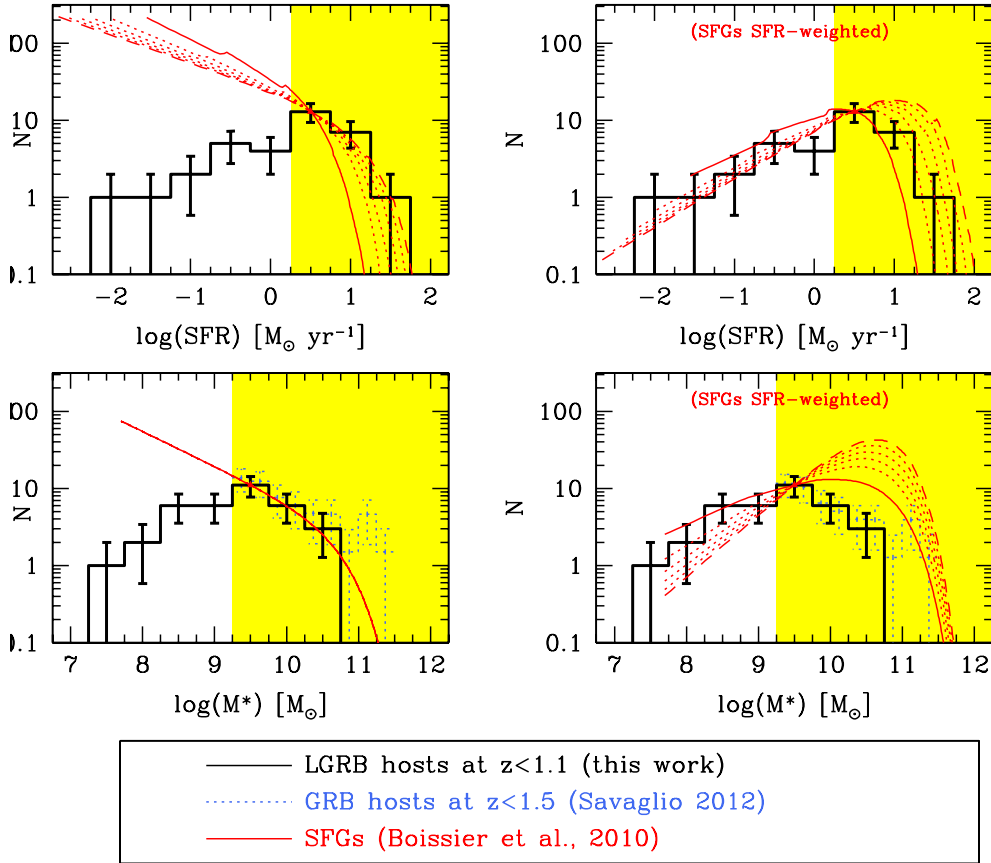 (SFGs SFR-weighted)
00 10 1 0.1
N
100 10 1 0.1
N
−2 −1 0 1 2
−2 −1 0 1 2
log(SFR) [M⊙ yr⁻¹]
log(SFR) [M⊙ yr⁻¹]
(SFGs SFR-weighted)
00 10 1 0.1
N
100 10 1 0.1
N
7 8 9 10 11 12
7 8 9 10 11 12
log(M*) [M⊙]
log(M*) [M⊙]
LGRB hosts at z<1.1 (this work)
GRB hosts at z<1.5 (Savaglio 2012)
SFGs (Boissier et al., 2010)